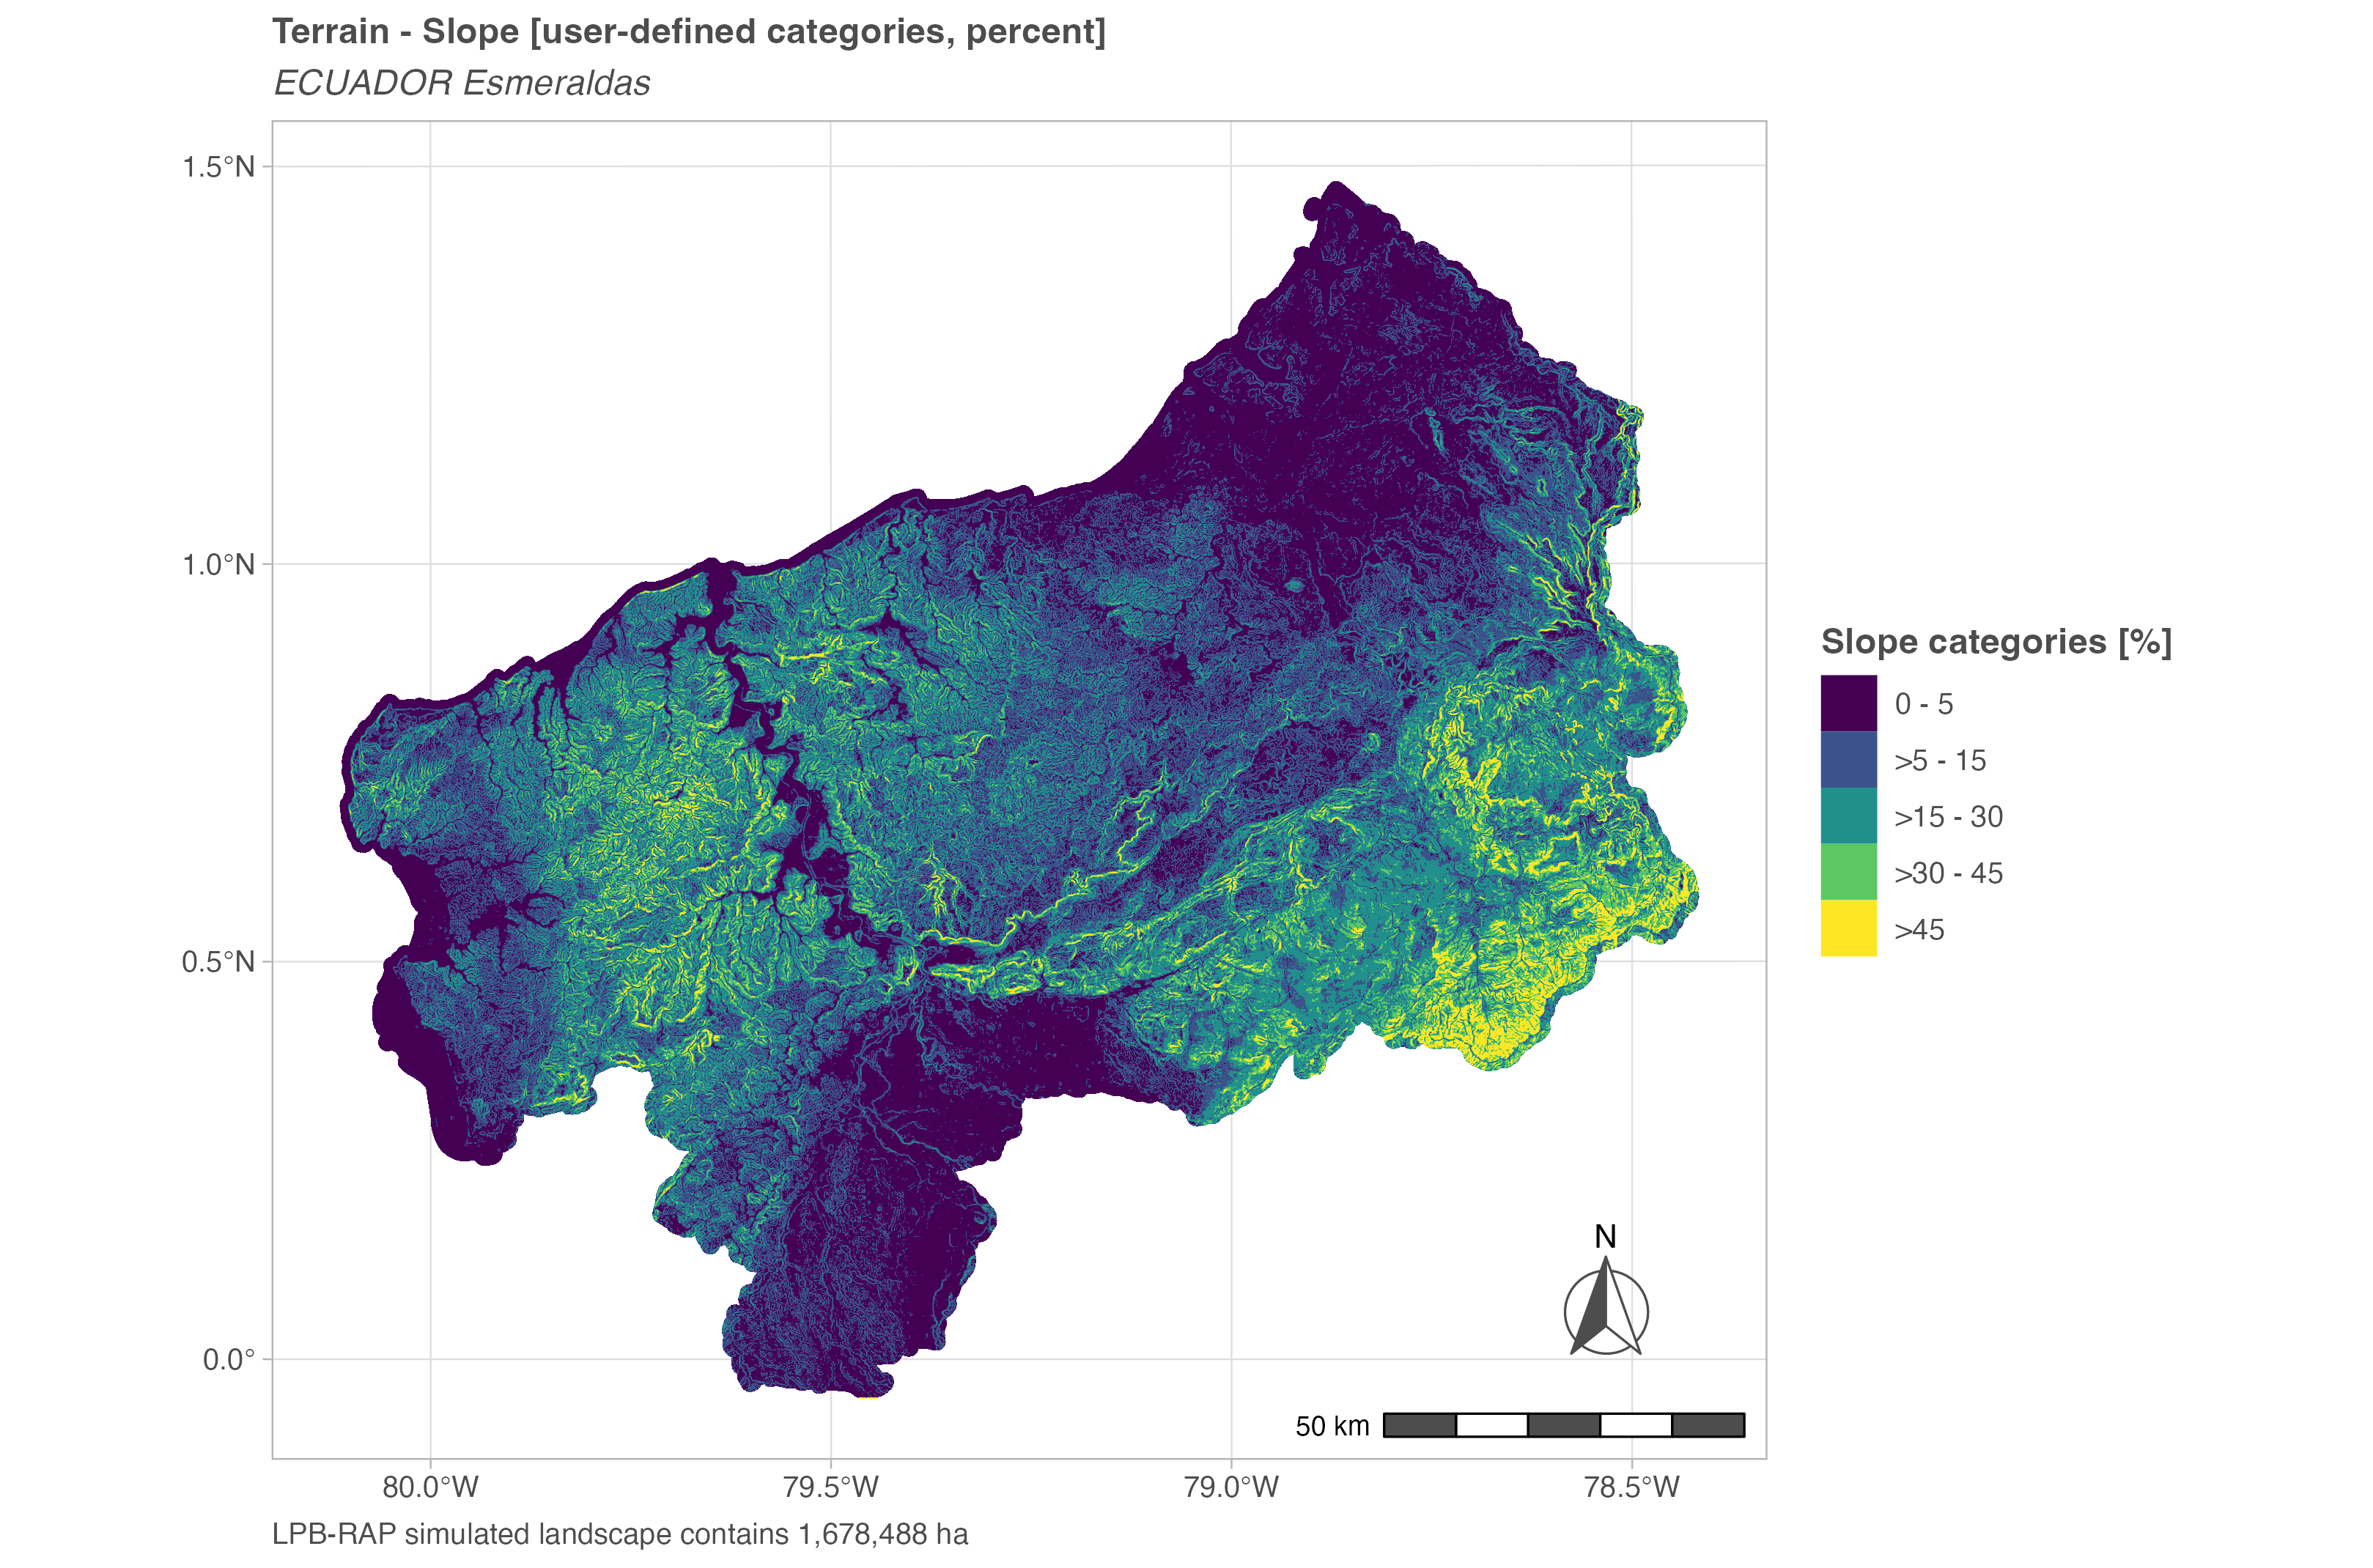 Terrain - Slope [user-defined categories, percent]
ECUADOR Esmeraldas
1.5°N
1.0°N
0.5°N
0.0°
80.0°W
79.5°W
79.0°W
78.5°W
Slope categories [%]
0 - 5
>5 - 15
>15 - 30
>30 - 45
>45
N
50 km
LPB-RAP simulated landscape contains 1,678,488 ha